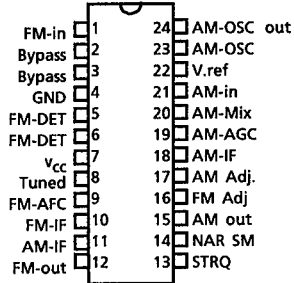 FM-in 1 24 AM-OSC out
Bypass 2 23 AM-OSC
Bypass 3 22 V.ref
GND 4 21 AM-in
FM-DET 5 20 AM-Mix
FM-DET 6 19 AM-AGC
VCC 7 18 AM-IF
Tuned 8 17 AM Adj.
FM-AFC 9 16 FM Adj
FM-IF 10 15 AM out
AM-IF 11 14 NAR SM
FM-out 12 13 STRQ